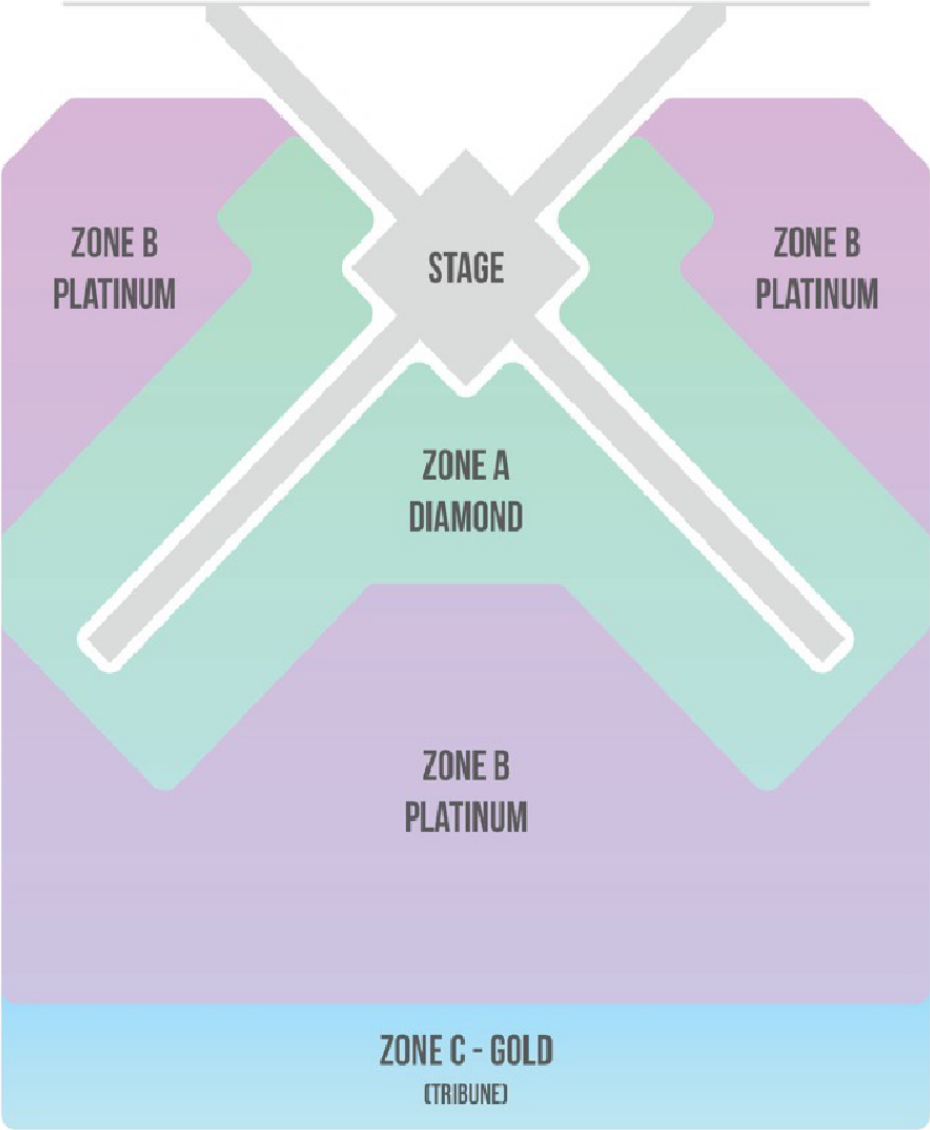 ZONE B
PLATINUM
STAGE
ZONE B
PLATINUM
ZONE A
DIAMOND
ZONE B
PLATINUM
ZONE C - GOLD
(TRIBUNE)